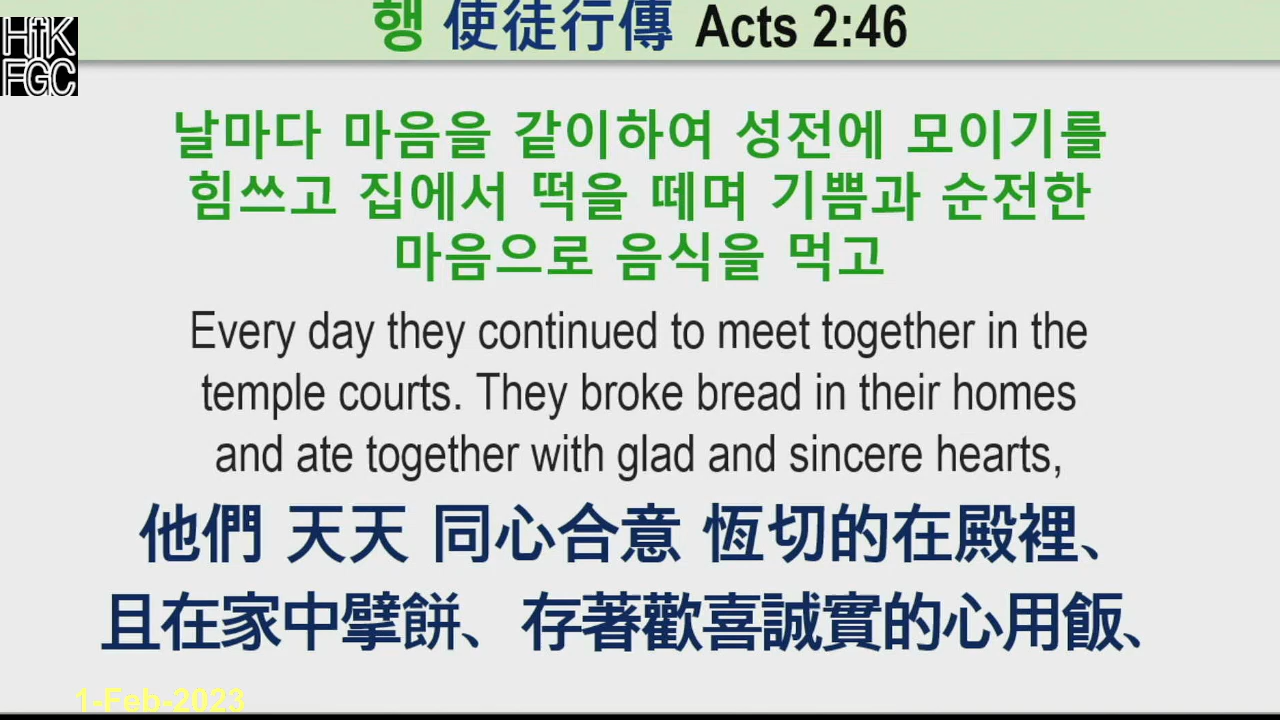 HfK
FGC
행 使徒行傳 Acts 2:46
날마다 마음을 같이하여 성전에 모이기를
힘쓰고 집에서 떡을 떼며 기쁨과 순전한
마음으로 음식을 먹고
Every day they continued to meet together in the
temple courts. They broke bread in their homes
and ate together with glad and sincere hearts,
他們 天天 同心合意 恆切的在殿裡、
且在家中擘餅、存著歡喜誠實的心用飯、
1-Feb-2023